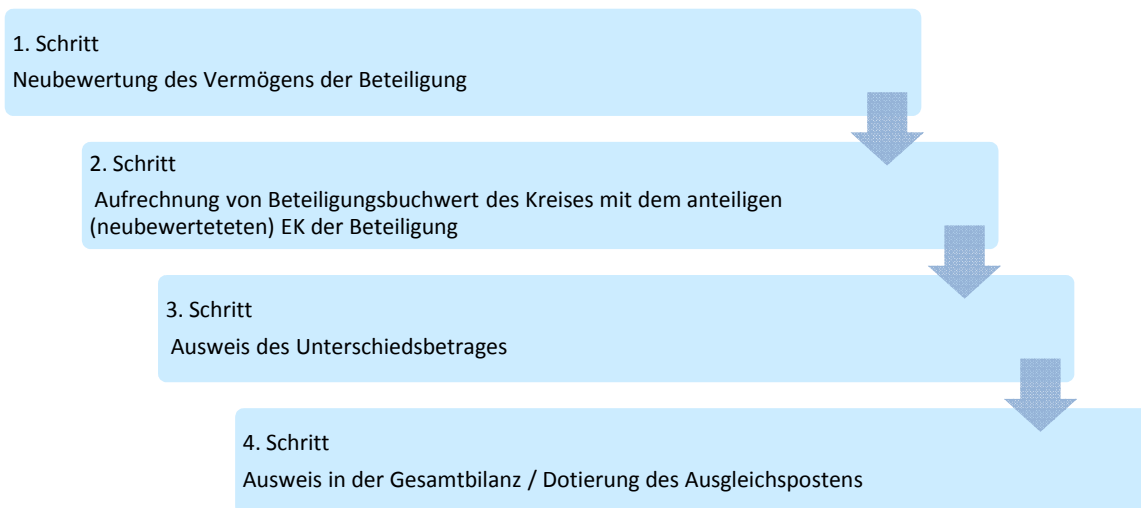 1. Schritt
Neubewertung des Vermögens der Beteiligung
2. Schritt
Aufrechnung von Beteiligungsbuchwert des Kreises mit dem anteiligen
(neubewerteteten) EK der Beteiligung
3. Schritt
Ausweis des Unterschiedsbetrages
4. Schritt
Ausweis in der Gesamtbilanz / Dotierung des Ausgleichspostens